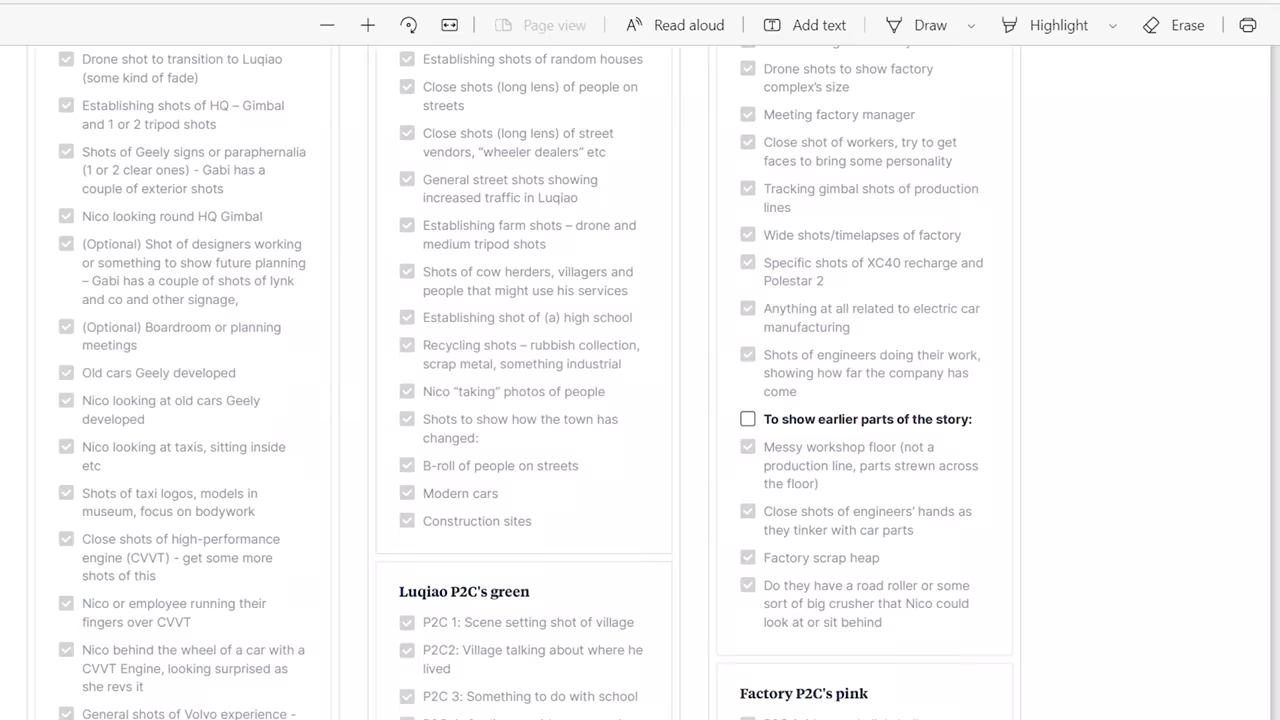 Page view
Read aloud
Add text
Draw
Highlight
Erase
Drone shot to transition to Luqiao
(some kind of fade)
Establishing shots of HQ – Gimbal
and 1 or 2 tripod shots
Shots of Geely signs or paraphernalia
(1 or 2 clear ones) - Gabi has a
couple of exterior shots
Nico looking round HQ Gimbal
(Optional) Shot of designers working
or something to show future planning
– Gabi has a couple of shots of lynk
and co and other signage,
(Optional) Boardroom or planning
meetings
Old cars Geely developed
Nico looking at old cars Geely
developed
Nico looking at taxis, sitting inside
etc
Shots of taxi logos, models in
museum, focus on bodywork
Close shots of high-performance
engine (CVVT) - get some more
shots of this
Nico or employee running their
fingers over CVVT
Nico behind the wheel of a car with a
CVVT Engine, looking surprised as
she revs it
General shots of Volvo experience -
Establishing shots of random houses
Close shots (long lens) of people on
streets
Close shots (long lens) of street
vendors, “wheeler dealers” etc
General street shots showing
increased traffic in Luqiao
Establishing farm shots – drone and
medium tripod shots
Shots of cow herders, villagers and
people that might use his services
Establishing shot of (a) high school
Recycling shots – rubbish collection,
scrap metal, something industrial
Nico “taking” photos of people
Shots to show how the town has
changed:
B-roll of people on streets
Modern cars
Construction sites
Luqiao P2C's green
P2C 1: Scene setting shot of village
P2C2: Village talking about where he
lived
P2C 3: Something to do with school
Drone shots to show factory
complex’s size
Meeting factory manager
Close shot of workers, try to get
faces to bring some personality
Tracking gimbal shots of production
lines
Wide shots/timelapses of factory
Specific shots of XC40 recharge and
Polestar 2
Anything at all related to electric car
manufacturing
Shots of engineers doing their work,
showing how far the company has
come
To show earlier parts of the story:
Messy workshop floor (not a
production line, parts strewn across
the floor)
Close shots of engineers’ hands as
they tinker with car parts
Factory scrap heap
Do they have a road roller or some
sort of big crusher that Nico could
look at or sit behind
Factory P2C's pink